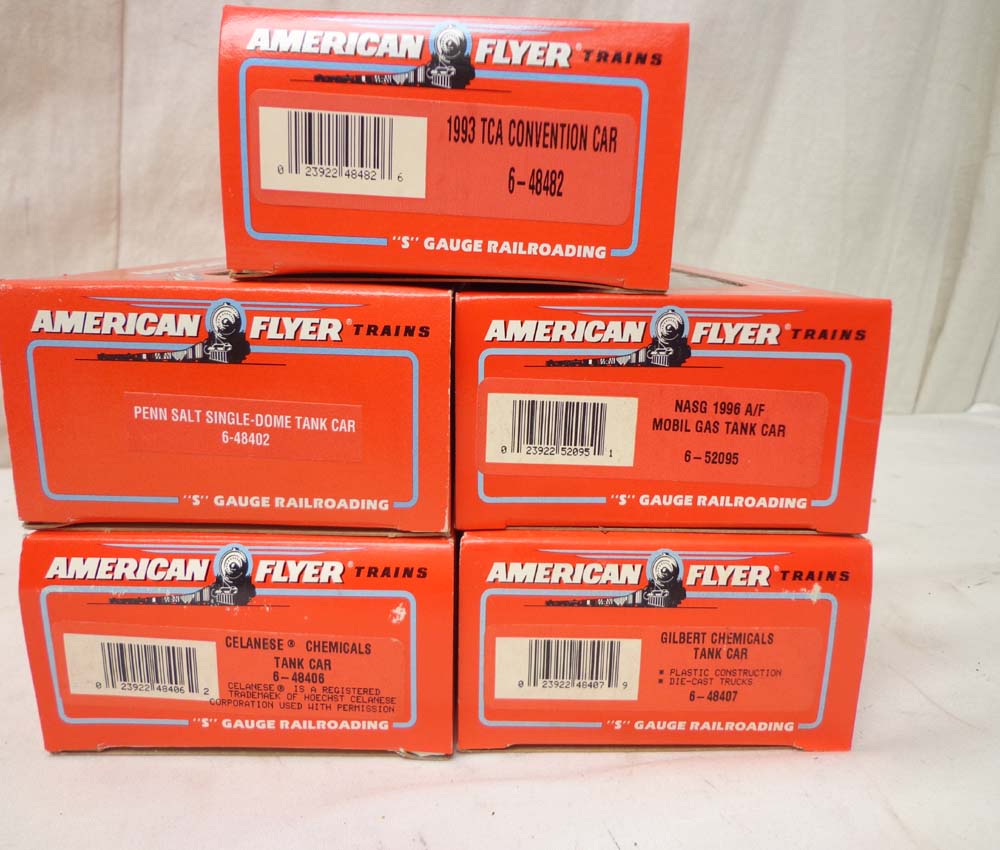 AMERICAN FLYER® TRAINS
1993 TCA CONVENTION CAR
0 23922 48482 6
6-48482
"S" GAUGE RAILROADING
AMERICAN FLYER® TRAINS
PENN SALT SINGLE-DOME TANK CAR
6-48402
"S" GAUGE RAILROADING
AMERICAN FLYER® TRAINS
NASG 1996 A/F
MOBIL GAS TANK CAR
0 23922 52095 1
6-52095
"S" GAUGE RAILROADING
AMERICAN FLYER® TRAINS
CELANESE® CHEMICALS
TANK CAR
6-48406
0 23922 48406 2
CELANESE® IS A REGISTERED
TRADEMAEK OF HOECHST CELANESE
CORPORATION USED WITH PERMISSION
"S" GAUGE RAILROADING
AMERICAN FLYER® TRAINS
GILBERT CHEMICALS
TANK CAR
▪ PLASTIC CONSTRUCTION
▪ DIE-CAST TRUCKS
0 23922 48407 9
6-48407
"S" GAUGE RAILROADING